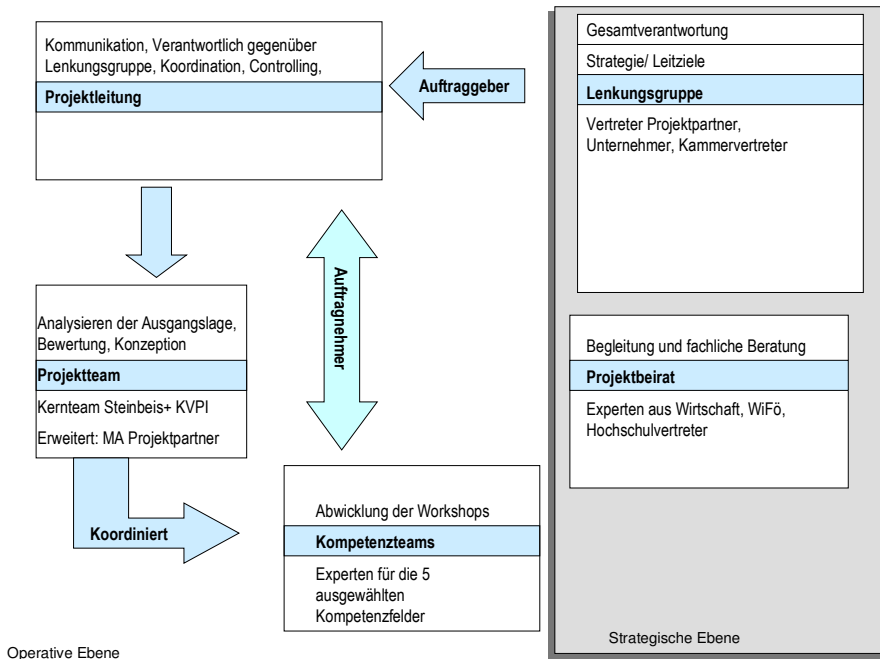 Kommunikation, Verantwortlich gegenüber
Lenkungsgruppe, Koordination, Controlling,
Projektleitung
Auftraggeber
Gesamtverantwortung
Strategie/ Leitziele
Lenkungsgruppe
Vertreter Projektpartner,
Unternehmer, Kammervertreter
Auftragnehmer
Analysieren der Ausgangslage,
Bewertung, Konzeption
Projektteam
Kernteam Steinbeis+ KVPI
Erweitert: MA Projektpartner
Begleitung und fachliche Beratung
Projektbeirat
Experten aus Wirtschaft, WiFö,
Hochschulvertreter
Koordiniert
Abwicklung der Workshops
Kompetenzteams
Experten für die 5
ausgewählten
Kompetenzfelder
Operative Ebene
Strategische Ebene